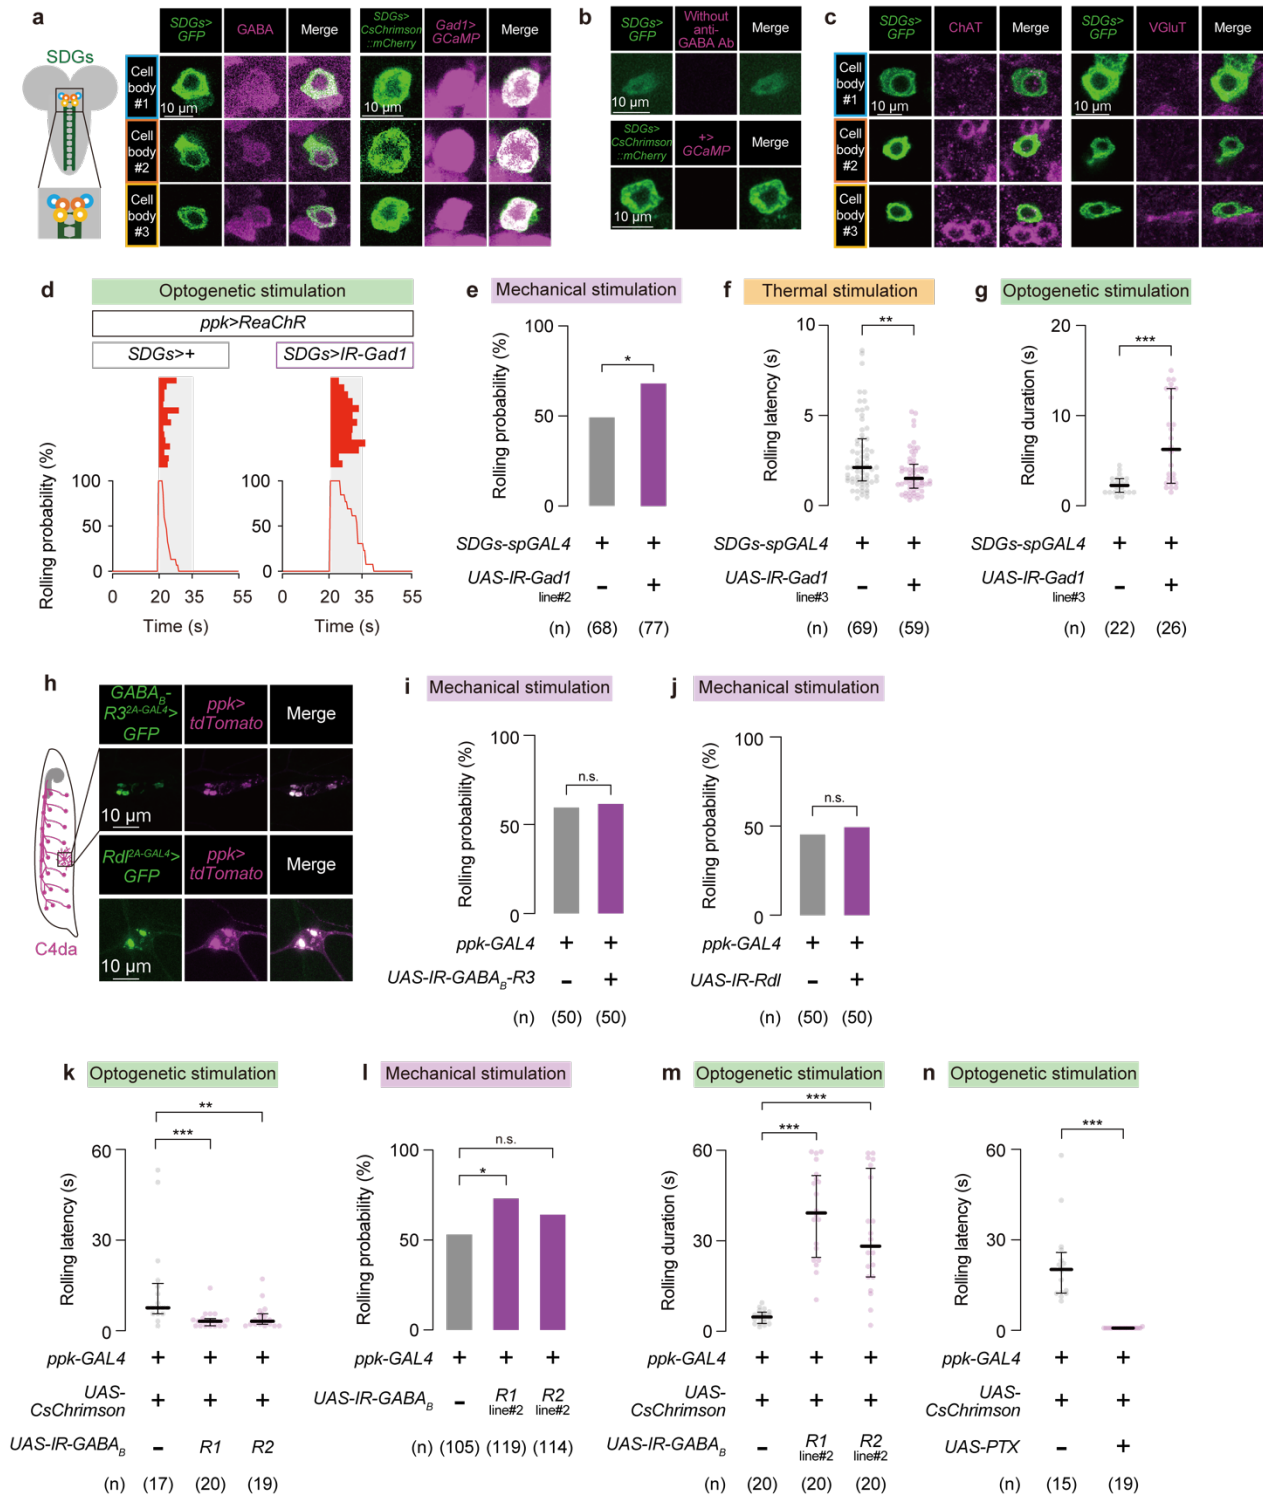 a
SDGs
SDGs>
GFP
GABA
Merge
SDGs>
CsChrimson
::mCherry
Gad1>
GCaMP
Merge
Cell
body
#1
10 µm
10 µm
Cell
body
#2
Cell
body
#3
b
SDGs>
GFP
Without
anti-
GABA Ab
Merge
10 µm
SDGs>
CsChrimson
::mCherry
+>
GCaMP
Merge
10 µm
c
SDGs>
GFP
ChAT
Merge
SDGs>
GFP
VGluT
Merge
Cell
body
#1
10 µm
10 µm
Cell
body
#2
Cell
body
#3
d
Optogenetic stimulation
ppk>ReaChR
SDGs>+
SDGs>IR-Gad1
Rolling probability (%)
100
50
0
0 20 35 55
Time (s)
100
50
0
0 20 35 55
Time (s)
e
Mechanical stimulation
Rolling probability (%)
100
50
0
*
SDGs-spGAL4 + +
UAS-IR-Gad1 − +
line#2
(n) (68) (77)
f
Thermal stimulation
Rolling latency (s)
10
5
0
**
SDGs-spGAL4 + +
UAS-IR-Gad1 − +
line#3
(n) (69) (59)
g
Optogenetic stimulation
Rolling duration (s)
20
10
0
***
SDGs-spGAL4 + +
UAS-IR-Gad1 − +
line#3
(n) (22) (26)
h
C4da
GABAB-
R32A-GAL4>
GFP
ppk>
tdTomato
Merge
10 µm
Rdl2A-GAL4>
GFP
ppk>
tdTomato
Merge
10 µm
i
Mechanical stimulation
Rolling probability (%)
100
50
0
n.s.
ppk-GAL4 + +
UAS-IR-GABAB-R3 − +
(n) (50) (50)
j
Mechanical stimulation
Rolling probability (%)
100
50
0
n.s.
ppk-GAL4 + +
UAS-IR-Rdl − +
(n) (50) (50)
k
Optogenetic stimulation
Rolling latency (s)
60
30
0
**
***
ppk-GAL4 + + +
UAS-
CsChrimson + + +
UAS-IR-GABAB − R1 R2
(n) (17) (20) (19)
l
Mechanical stimulation
Rolling probability (%)
100
50
0
n.s.
*
ppk-GAL4 + + +
UAS-IR-GABAB − R1 R2
line#2 line#2
(n) (105) (119) (114)
m
Optogenetic stimulation
Rolling duration (s)
60
30
0
***
***
ppk-GAL4 + + +
UAS-
CsChrimson + + +
UAS-IR-GABAB − R1 R2
line#2 line#2
(n) (20) (20) (20)
n
Optogenetic stimulation
Rolling latency (s)
60
30
0
***
ppk-GAL4 + +
UAS-
CsChrimson + +
UAS-PTX − +
(n) (15) (19)